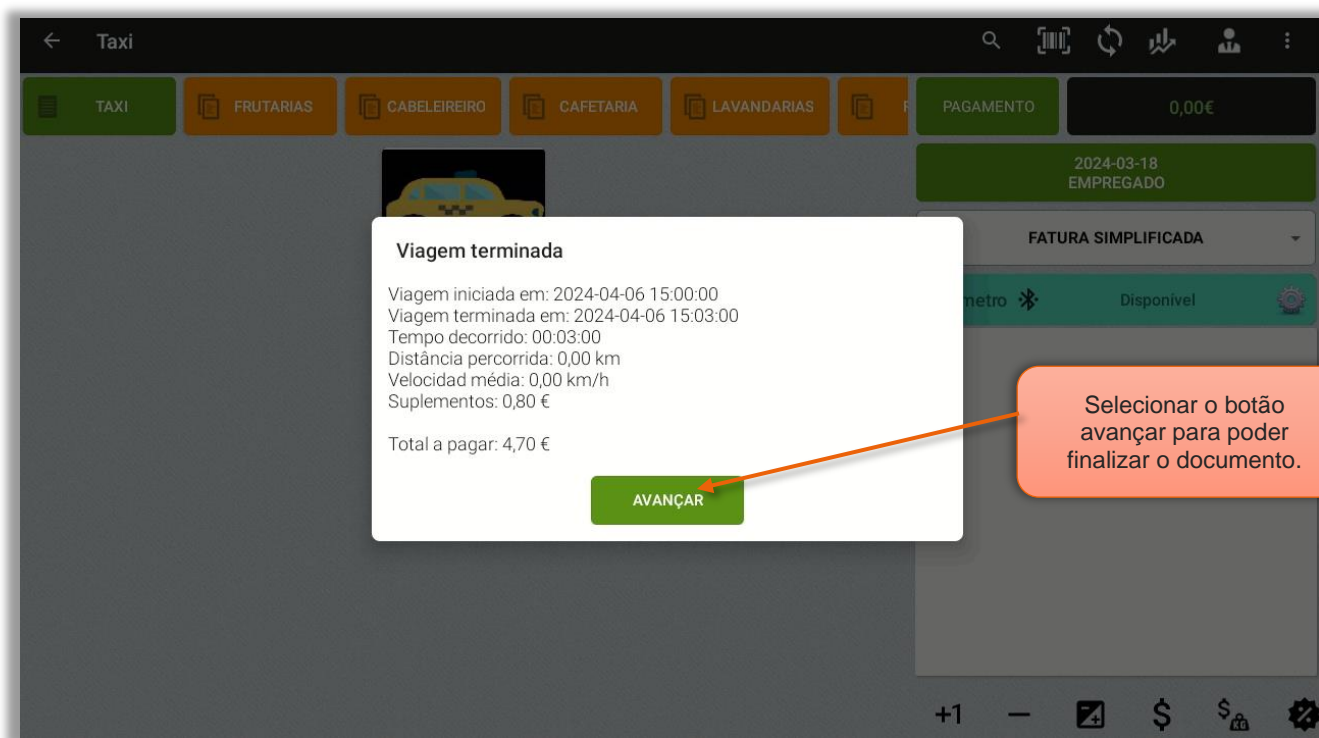 Taxi
TAXI
FRUTARIAS
CABELEIREIRO
CAFETARIA
LAVANDARIAS
PAGAMENTO
0,00€
2024-03-18
EMPREGADO
FATURA SIMPLIFICADA
metro
Disponível
Viagem terminada
Viagem iniciada em: 2024-04-06 15:00:00
Viagem terminada em: 2024-04-06 15:03:00
Tempo decorrido: 00:03:00
Distância percorrida: 0,00 km
Velocidad média: 0,00 km/h
Suplementos: 0,80 €
Total a pagar: 4,70 €
AVANÇAR
Selecionar o botão
avançar para poder
finalizar o documento.
+1